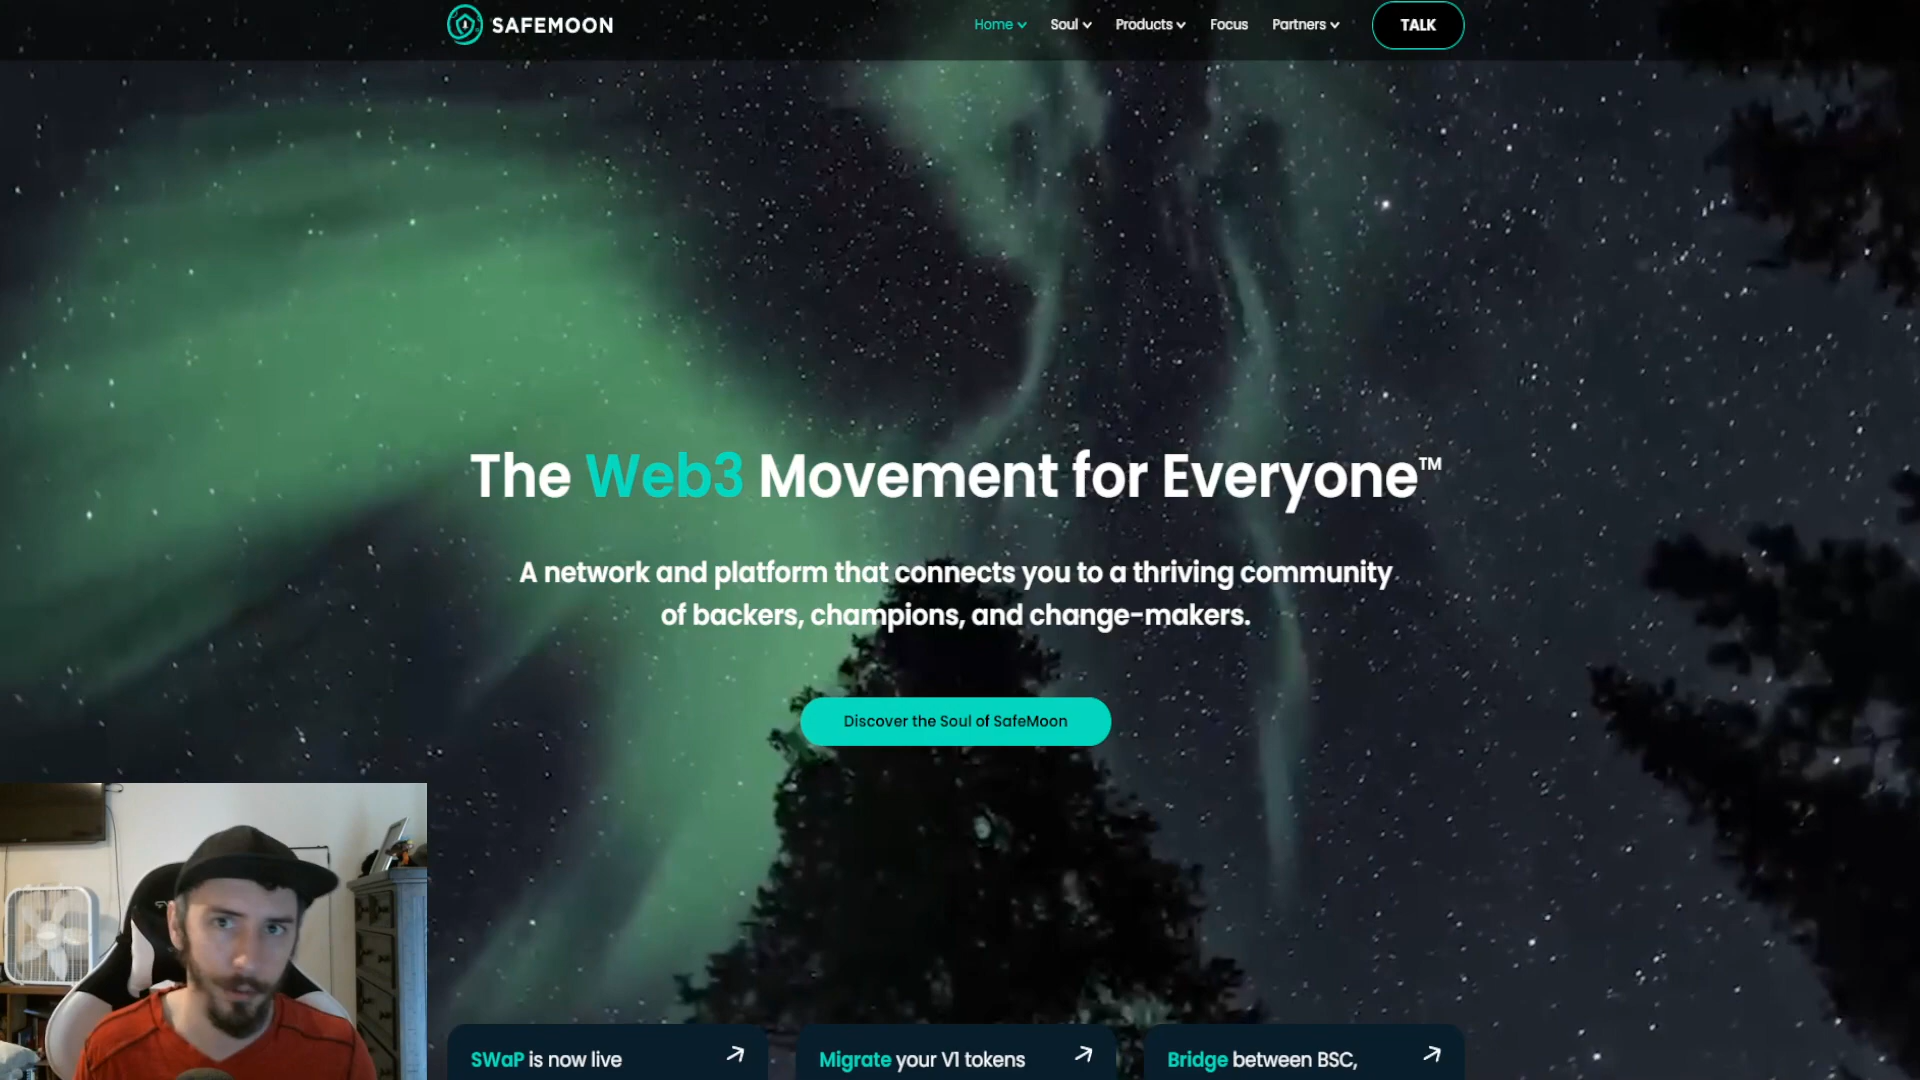 SAFEMOON
Home Soul Products Focus Partners TALK
The Web3 Movement for Everyone™
A network and platform that connects you to a thriving community
of backers, champions, and change-makers.
Discover the Soul of SafeMoon
SWaP is now live
Migrate your V1 tokens
Bridge between BSC,